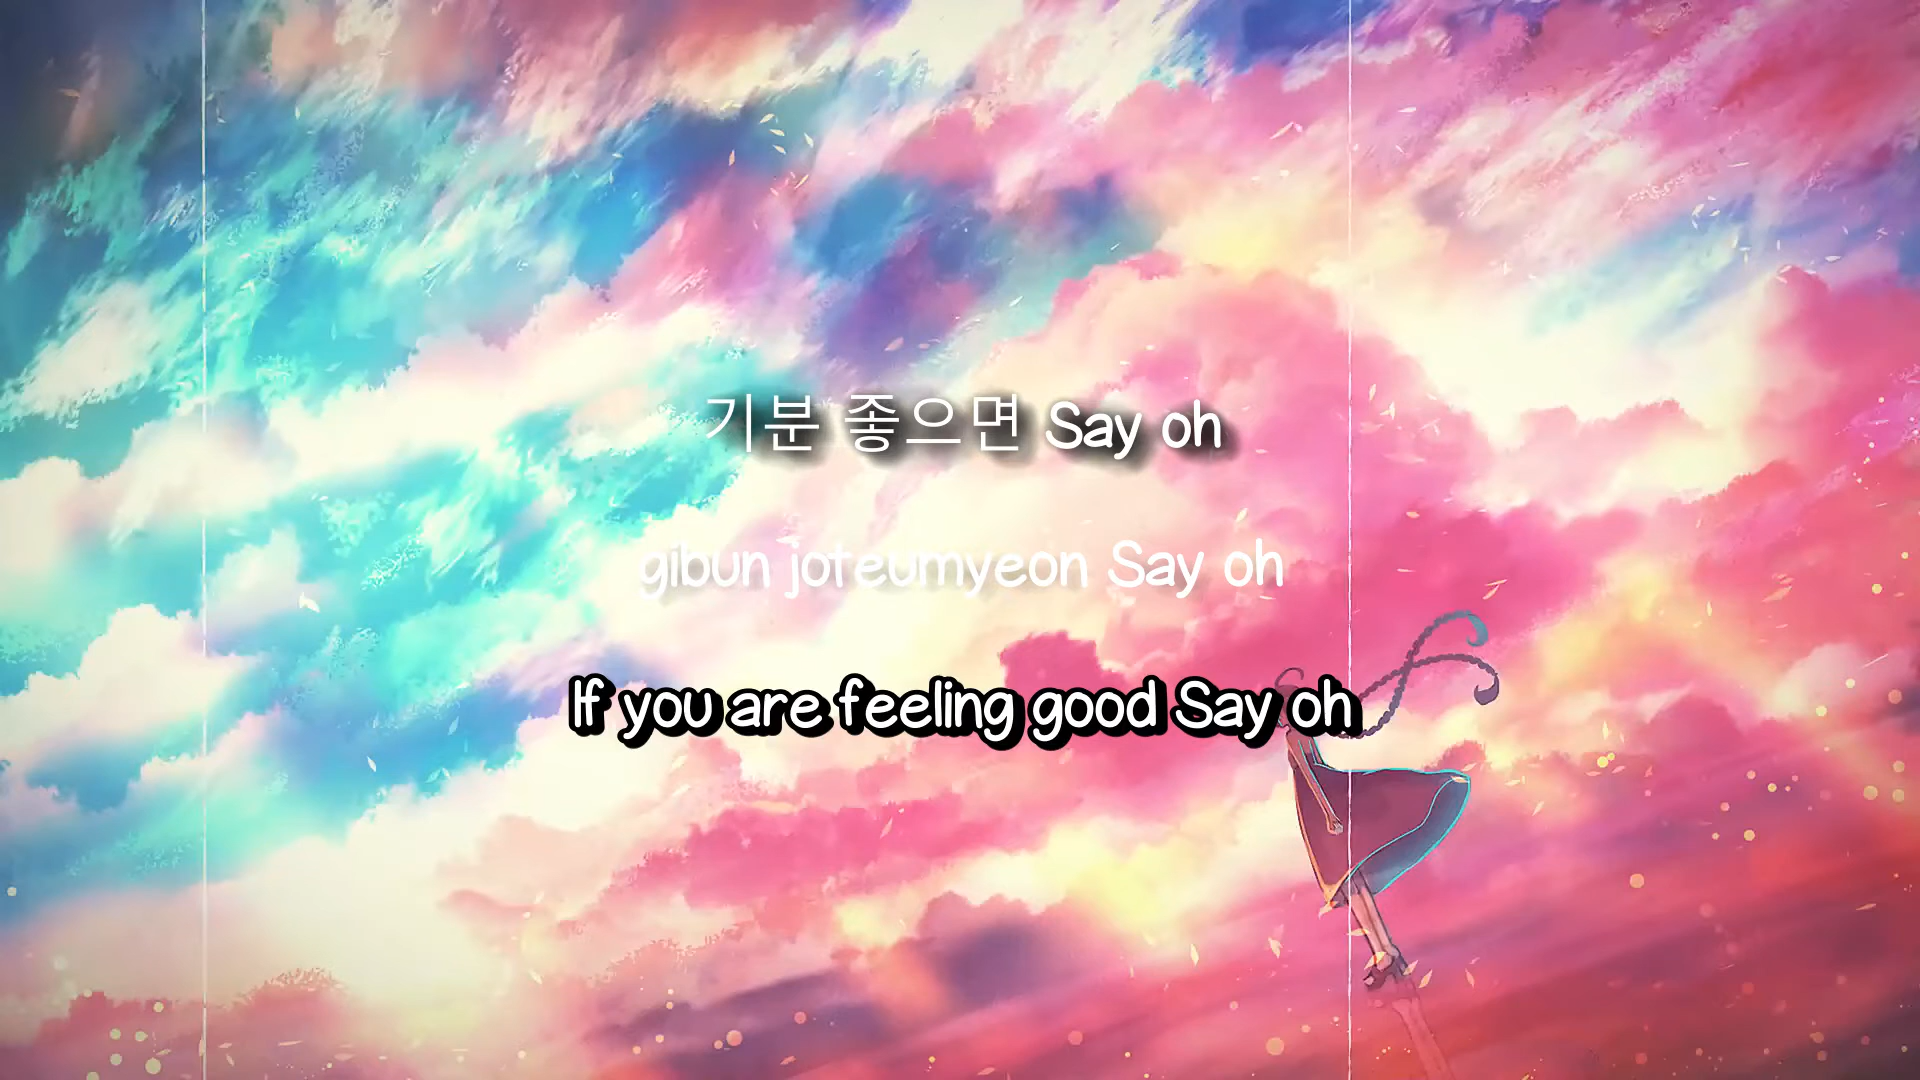 기분 좋으면 Say oh
gibun joteumyeon Say oh
If you are feeling good Say oh